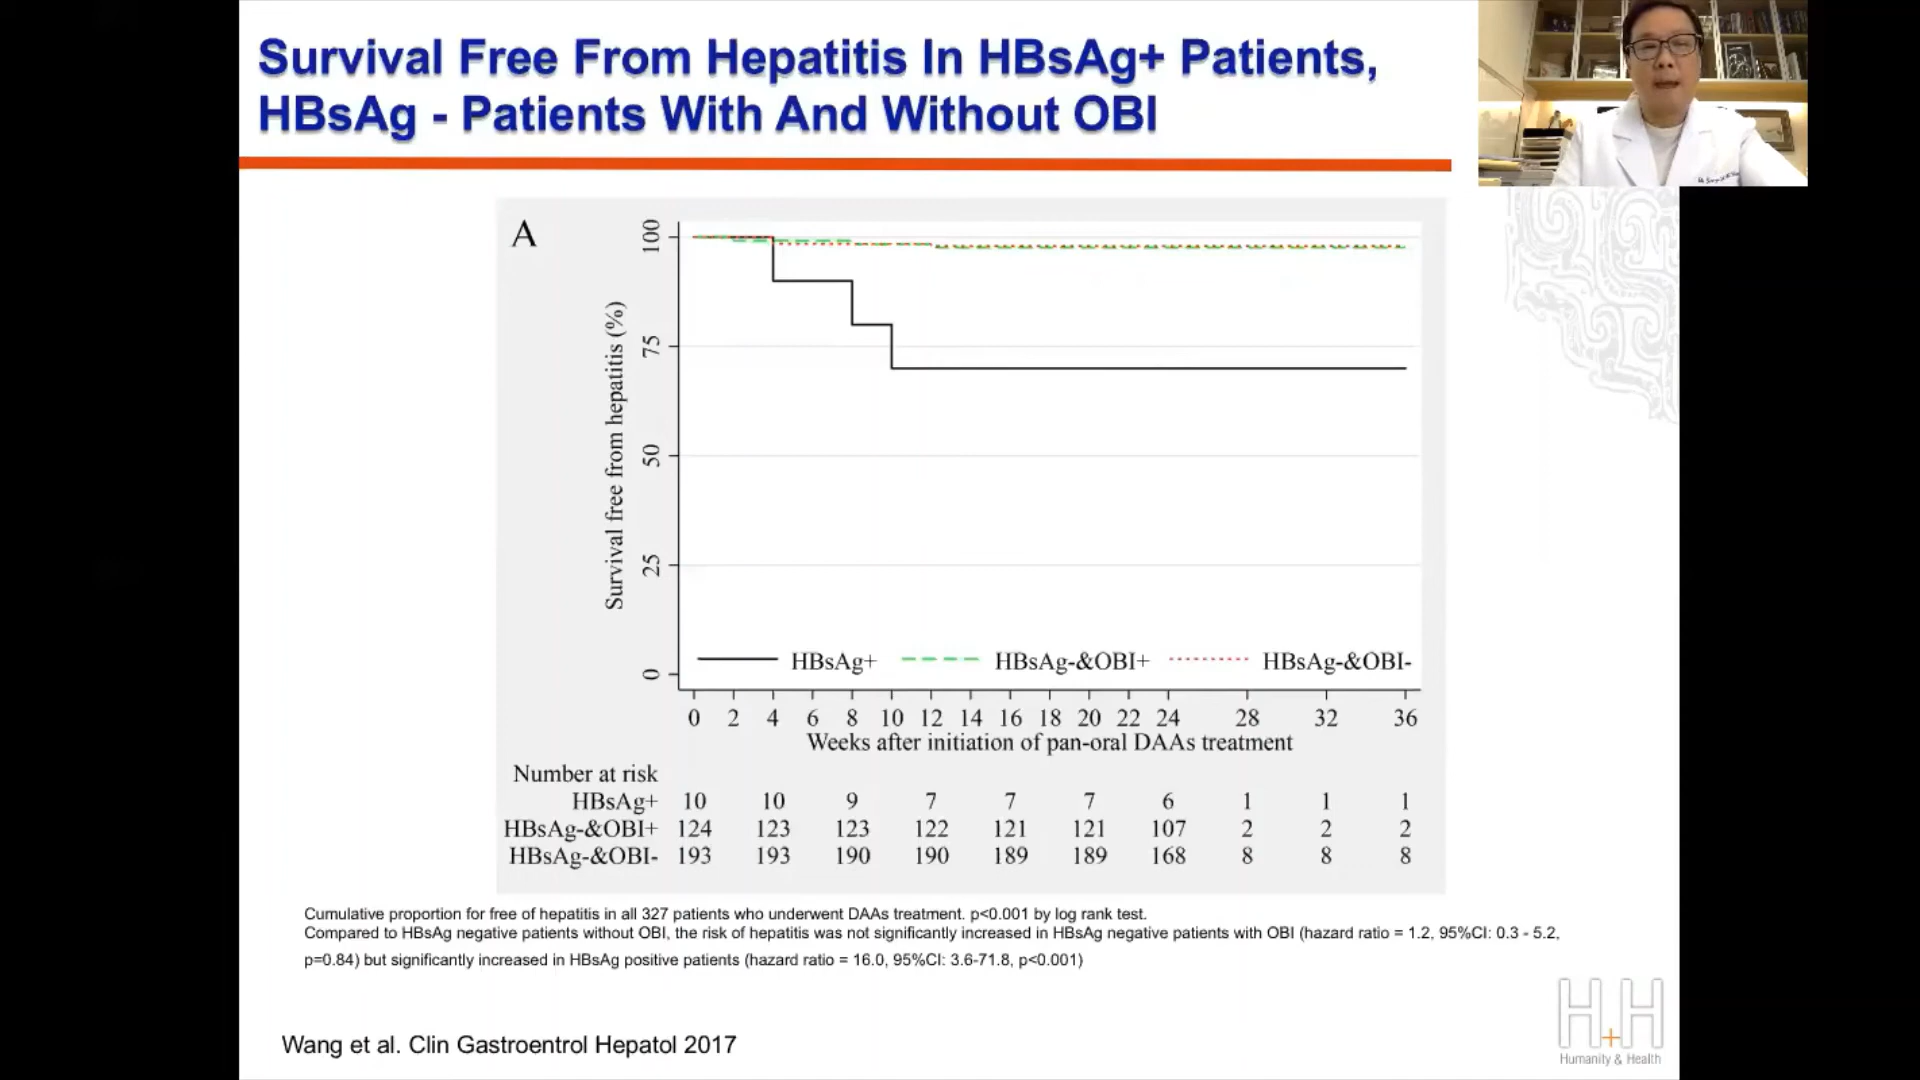 Survival Free From Hepatitis In HBsAg+ Patients,
HBsAg - Patients With And Without OBI
A
Survival free from hepatitis (%)
100
75
50
25
0
HBsAg+ HBsAg-&OBI+ HBsAg-&OBI-
0 2 4 6 8 10 12 14 16 18 20 22 24 28 32 36
Weeks after initiation of pan-oral DAAs treatment
Number at risk
HBsAg+ 10 10 9 7 7 7 6 1 1 1
HBsAg-&OBI+ 124 123 123 122 121 121 107 2 2 2
HBsAg-&OBI- 193 193 190 190 189 189 168 8 8 8
Cumulative proportion for free of hepatitis in all 327 patients who underwent DAAs treatment. p<0.001 by log rank test.
Compared to HBsAg negative patients without OBI, the risk of hepatitis was not significantly increased in HBsAg negative patients with OBI (hazard ratio = 1.2, 95%CI: 0.3 - 5.2,
p=0.84) but significantly increased in HBsAg positive patients (hazard ratio = 16.0, 95%CI: 3.6-71.8, p<0.001)
Wang et al. Clin Gastroentrol Hepatol 2017
H+H
Humanity & Health